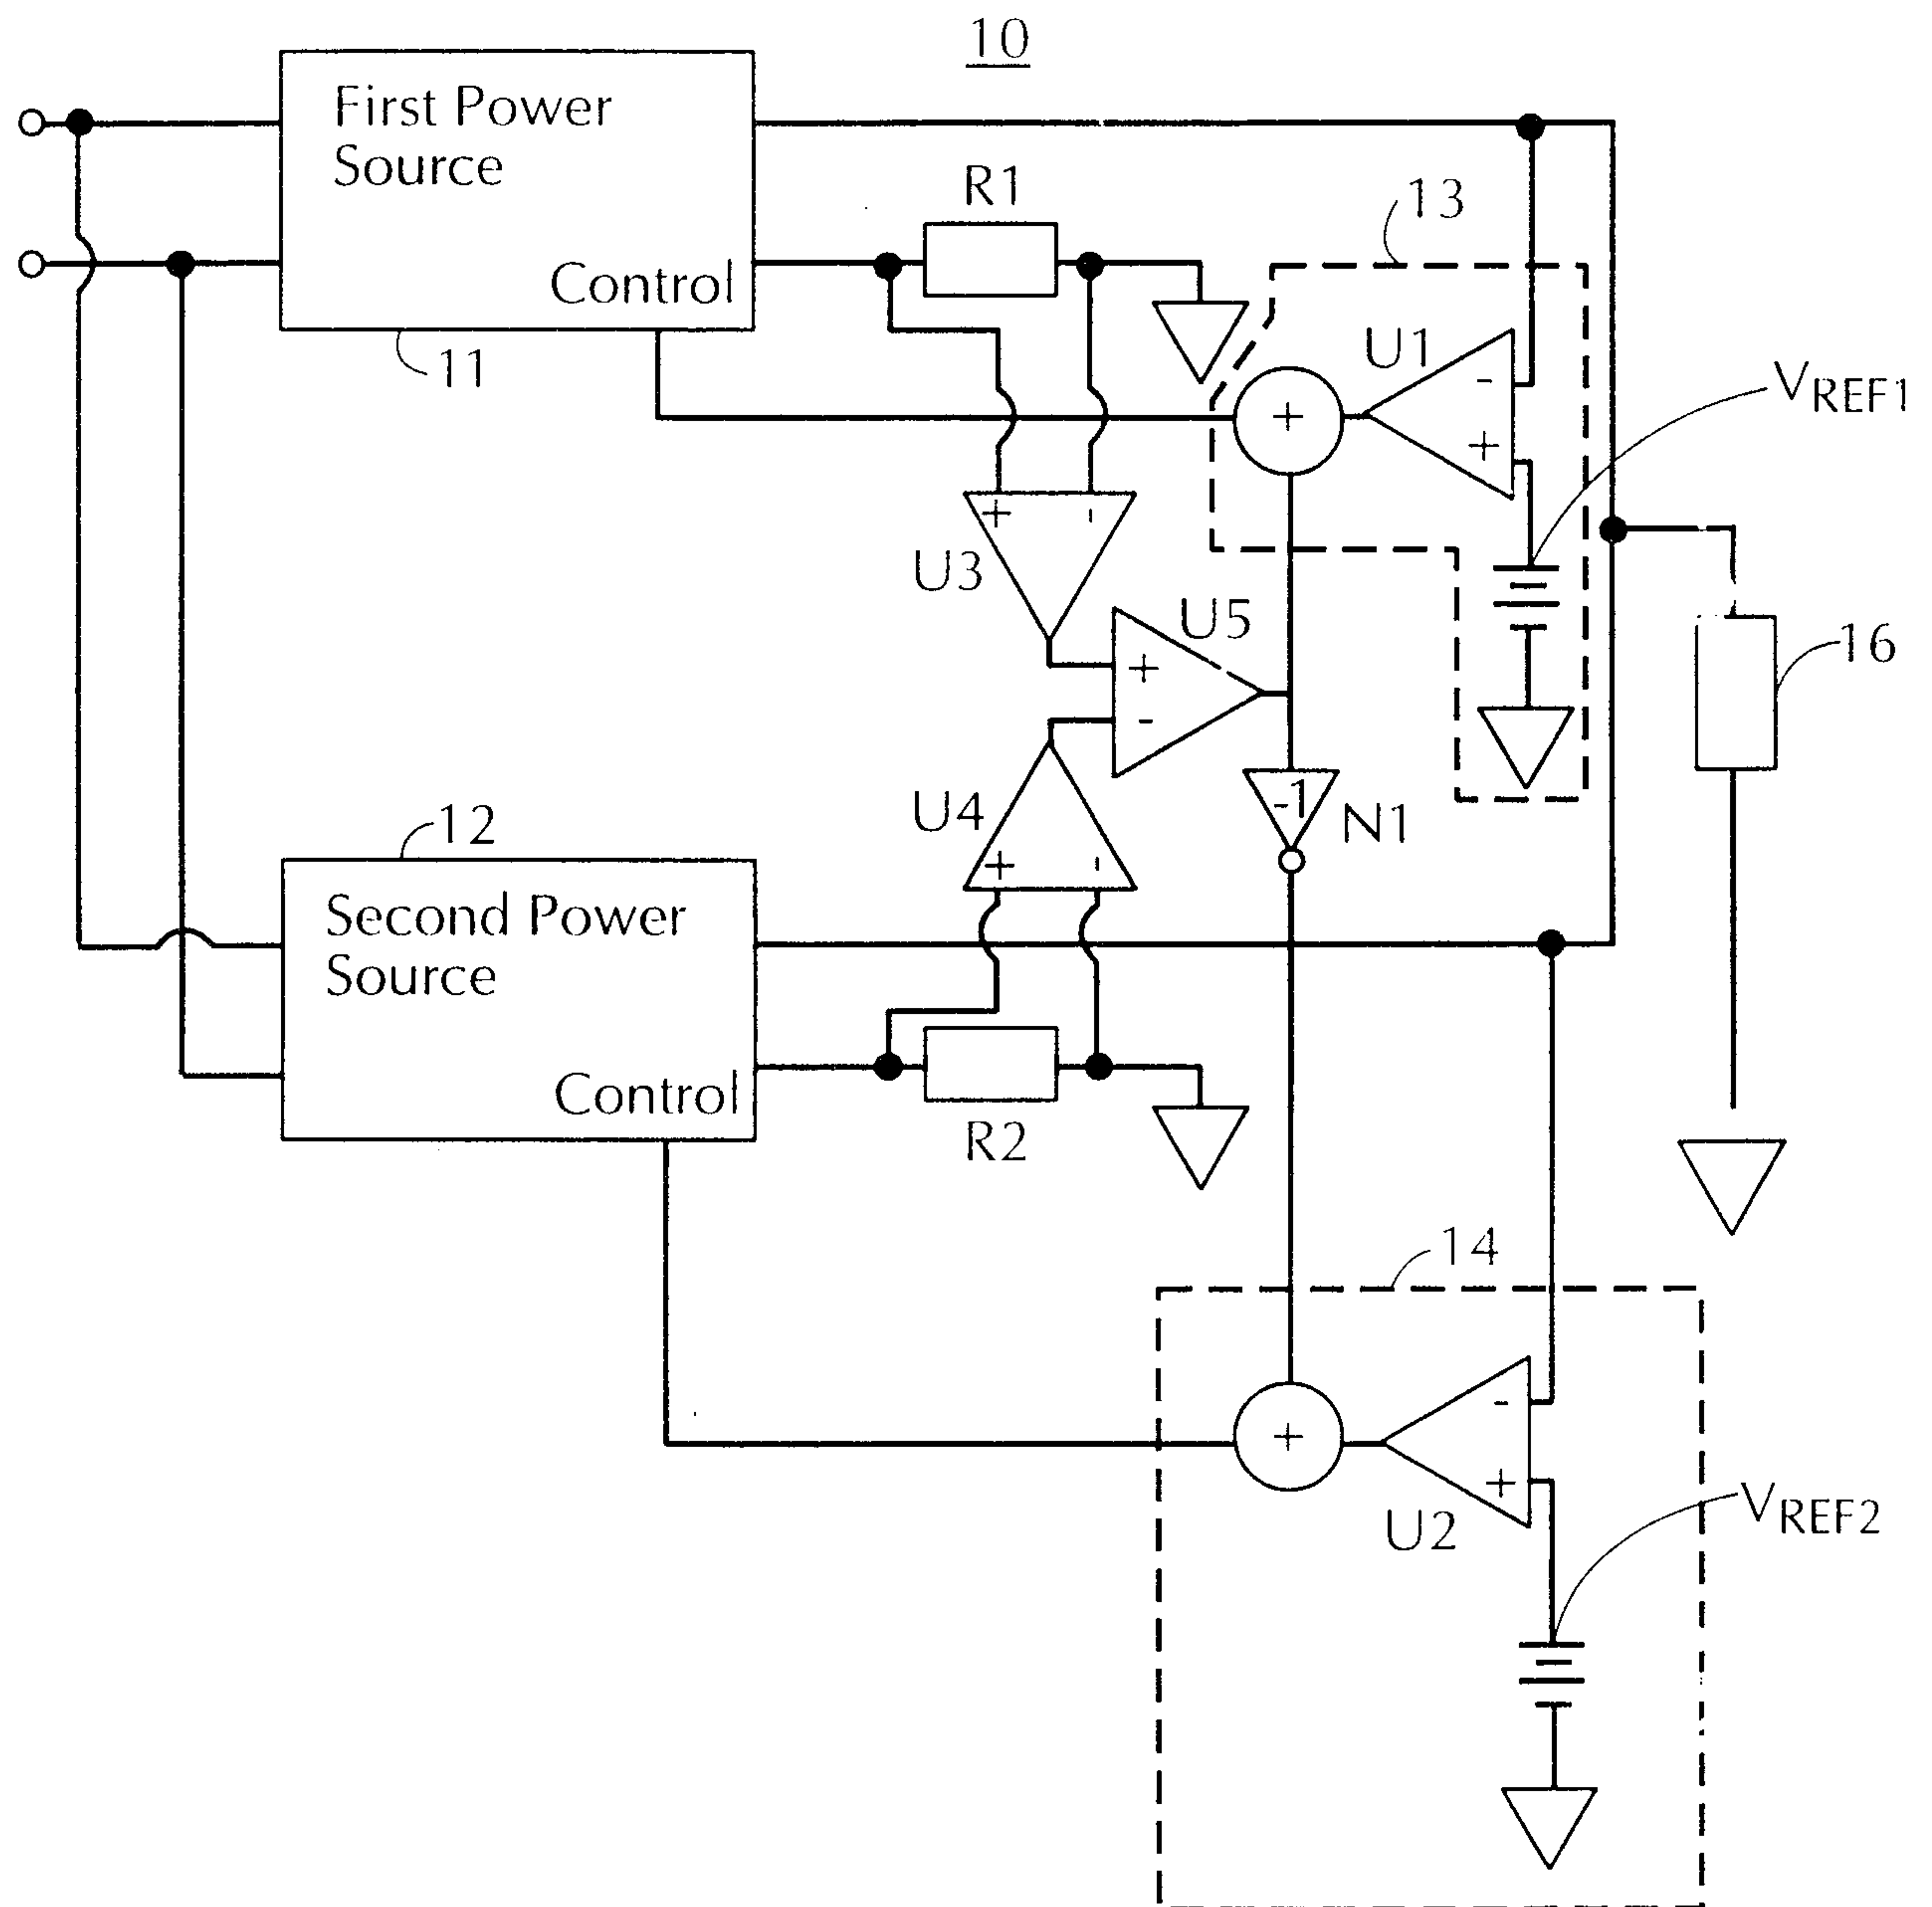 10
First Power
Source
Control
11
R1
13
U1
-
+
VREF1
+
+
-
U3
U5
+
-
16
-1
N1
U4
+
-
12
Second Power
Source
Control
R2
14
+
-
+
U2
VREF2